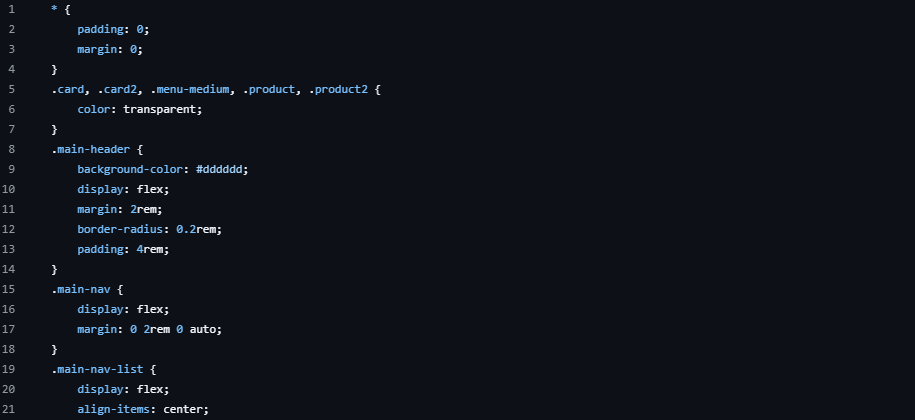 1 * {
2 padding: 0;
3 margin: 0;
4 }
5 .card, .card2, .menu-medium, .product, .product2 {
6 color: transparent;
7 }
8 .main-header {
9 background-color: #dddddd;
10 display: flex;
11 margin: 2rem;
12 border-radius: 0.2rem;
13 padding: 4rem;
14 }
15 .main-nav {
16 display: flex;
17 margin: 0 2rem 0 auto;
18 }
19 .main-nav-list {
20 display: flex;
21 align-items: center;